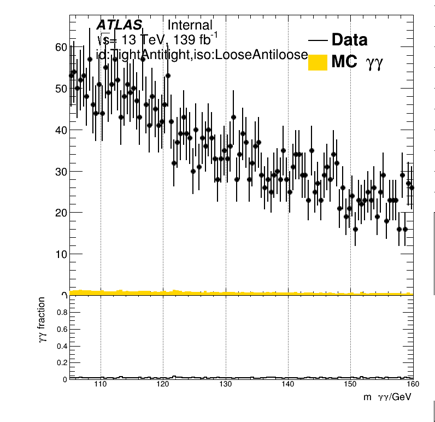 ATLAS Internal
√s= 13 TeV, 139 fb⁻¹
id:TightAntitight,iso:LooseAntiloose
Data
MC γγ
60
50
40
30
20
10
0
γγ fraction
0.8
0.6
0.4
0.2
0
110 120 130 140 150 160
m γγ/GeV